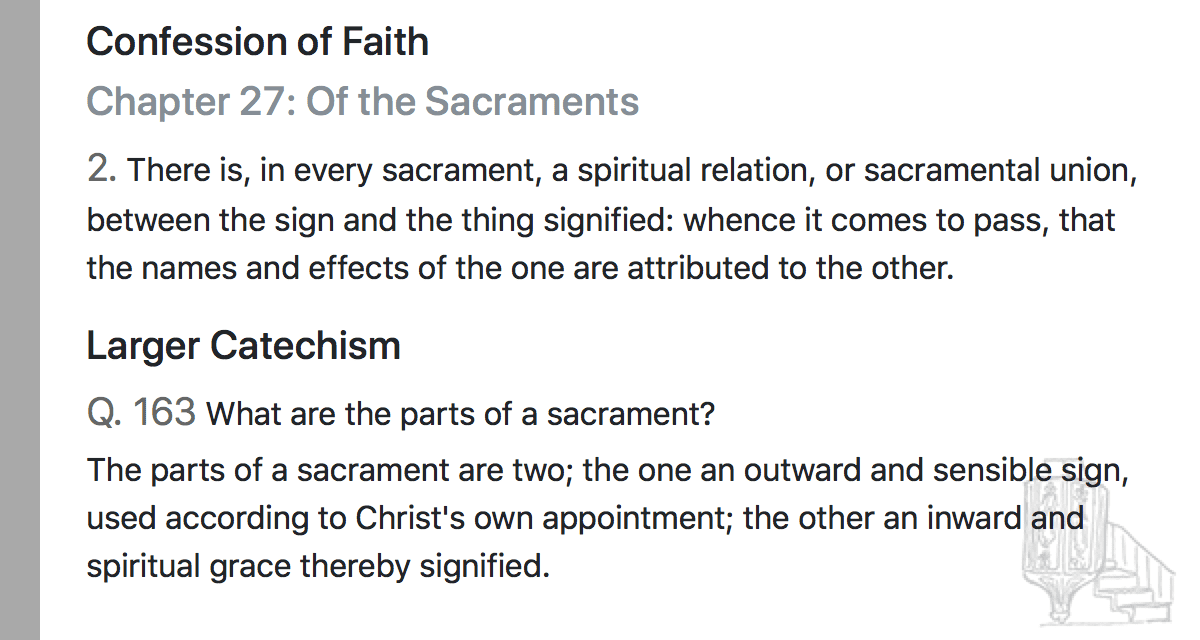 Confession of Faith
Chapter 27: Of the Sacraments
2. There is, in every sacrament, a spiritual relation, or sacramental union,
between the sign and the thing signified: whence it comes to pass, that
the names and effects of the one are attributed to the other.
Larger Catechism
Q. 163 What are the parts of a sacrament?
The parts of a sacrament are two; the one an outward and sensible sign,
used according to Christ's own appointment; the other an inward and
spiritual grace thereby signified.